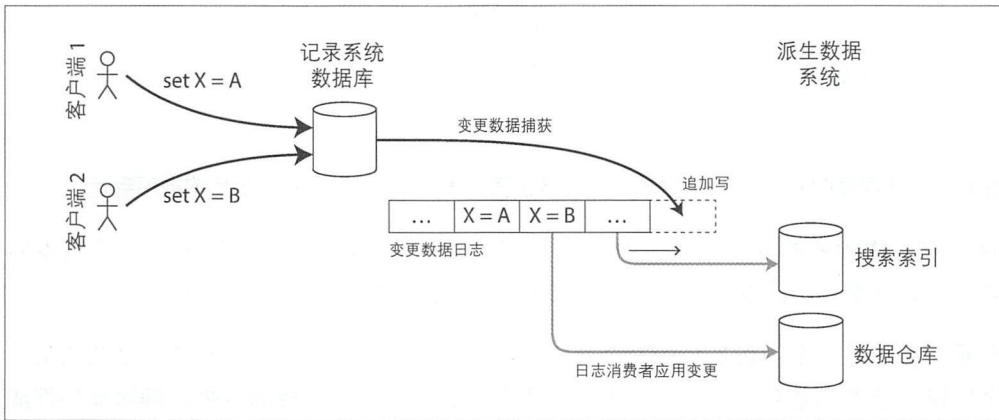 客户端 1
set X = A
记录系统
数据库
派生数据
系统
变更数据捕获
客户端 2
set X = B
追加写
... X = A X = B ...
变更数据日志
搜索索引
数据仓库
日志消费者应用变更